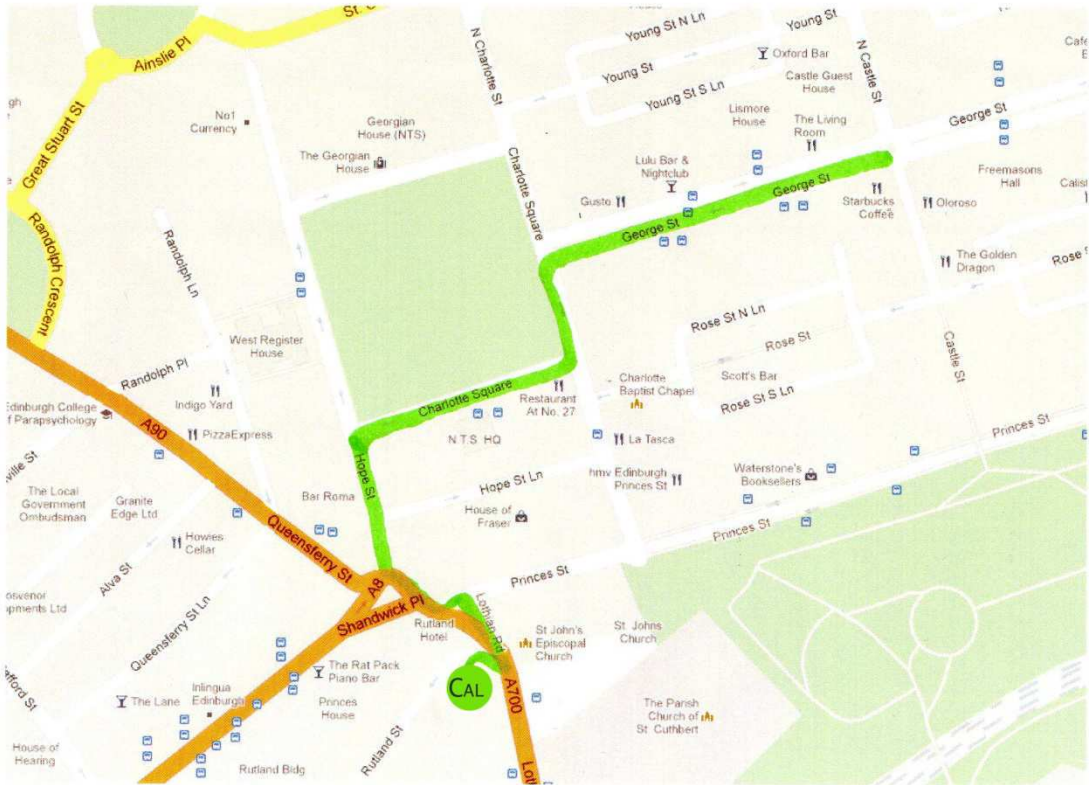 Ainslie Pl
St. C
N Charlotte St
Young St N Ln
Young St
N Castle St
Oxford Bar
Young St
Castle Guest
House
Young St S Ln
Lismore
House
The Living
Room
George St
Great Stuart St
No1
Currency
Georgian
House (NTS)
The Georgian
House
Charlotte Square
Lulu Bar &
Nightclub
George St
Freemasons
Hall
Gusto
Starbucks
Coffee
Oloroso
George St
Randolph Crescent
Randolph Ln
The Golden
Dragon
Rose
Rose St N Ln
Rose St
Castle St
West Register
House
Randolph Pl
Indigo Yard
Charlotte Square
Restaurant
At No. 27
Charlotte
Baptist Chapel
Scott's Bar
Rose St S Ln
Edinburgh College
of Parapsychology
A90
PizzaExpress
N T S HQ
La Tasca
Princes St
ville St
Hope St
Hope St Ln
hmv Edinburgh
Princes St
Waterstone's
Booksellers
The Local
Government
Ombudsman
Granite
Edge Ltd
Bar Roma
House of
Fraser
Princes St
Howies
Cellar
Queensferry St
Alva St
A8
Princes St
osvenor
opments Ltd
Queensferry St Ln
Shandwick Pl
Rutland
Hotel
Lothian Rd
St John's
Episcopal
Church
St Johns
Church
The Rat Pack
Piano Bar
CAL
A700
afford St
The Lane
Inlingua
Edinburgh
Princes
House
The Parish
Church of
St Cuthbert
House of
Hearing
Rutland Bldg
Rutland St
Loth